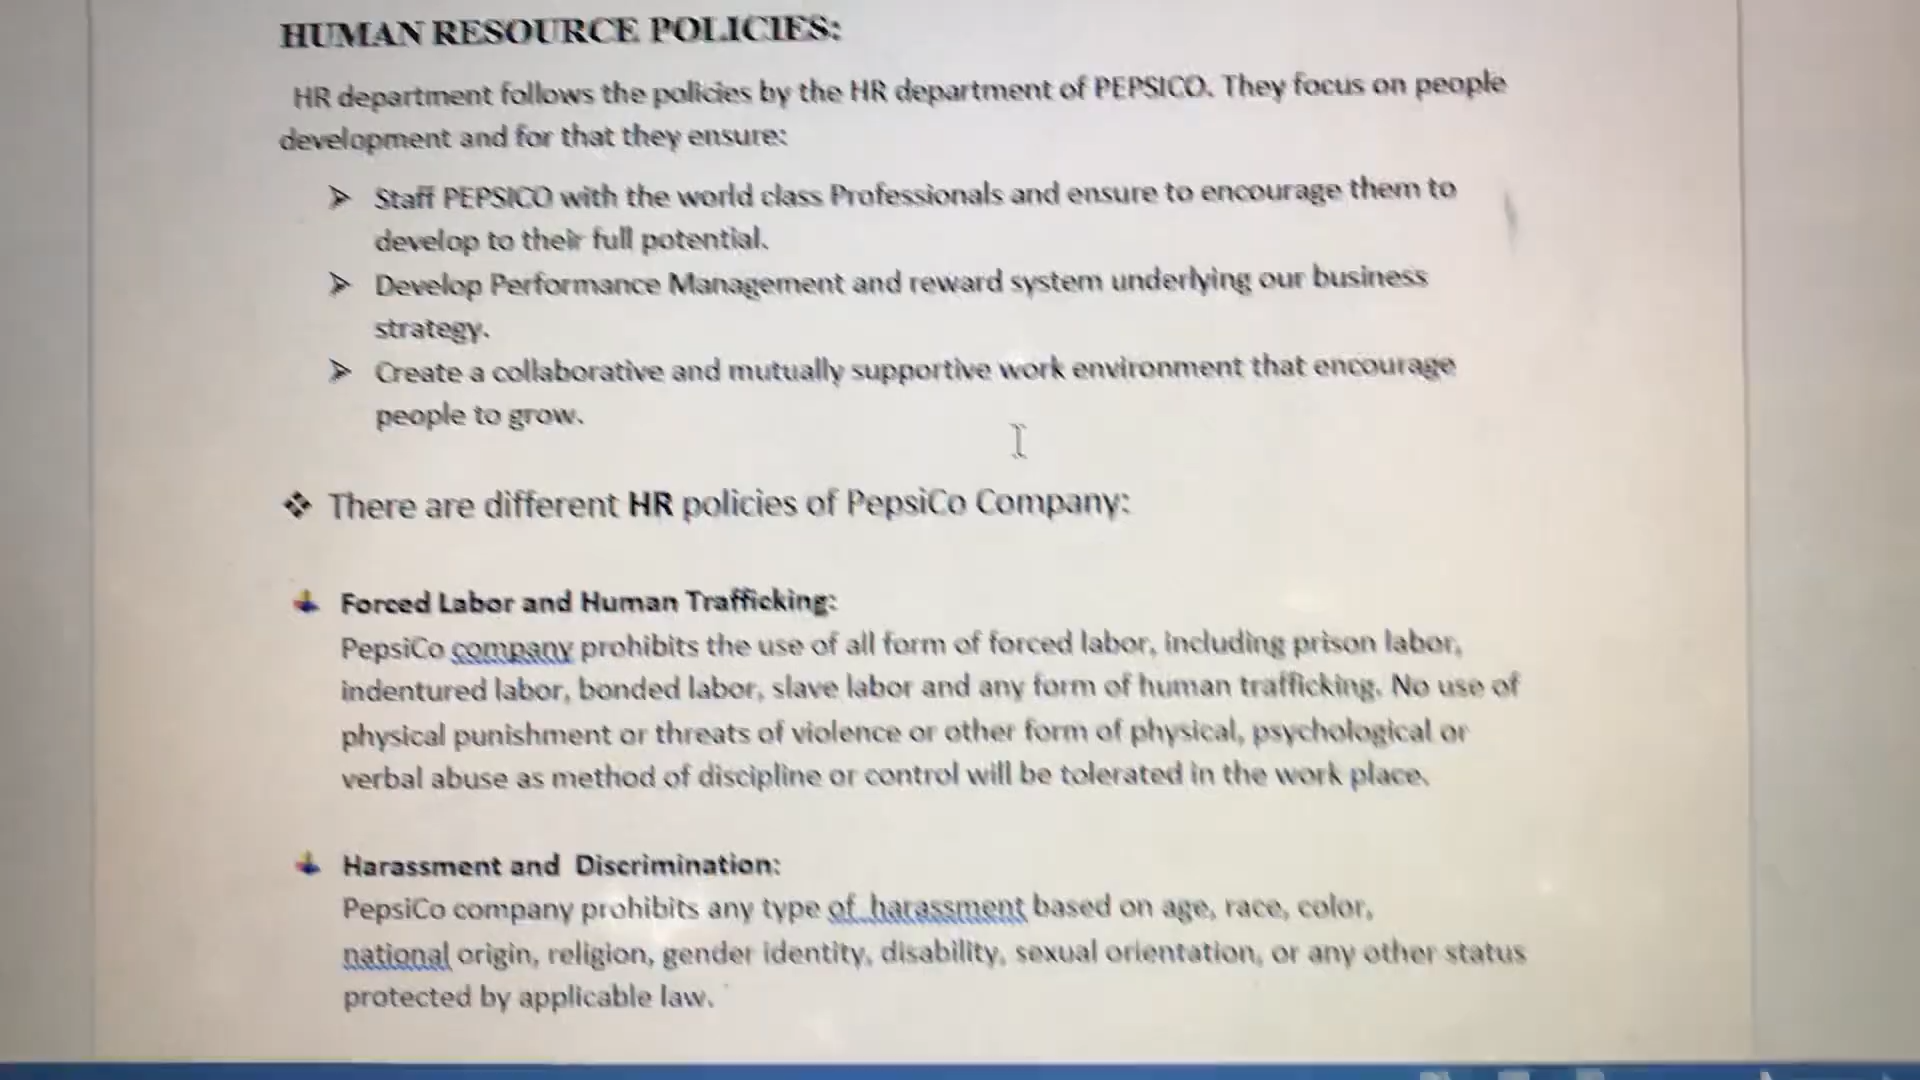 HUMAN RESOURCE POLICIES:
HR department follows the policies by the HR department of PEPSICO. They focus on people
development and for that they ensure:
➢ Staff PEPSICO with the world class Professionals and ensure to encourage them to
develop to their full potential.
➢ Develop Performance Management and reward system underlying our business
strategy.
➢ Create a collaborative and mutually supportive work environment that encourage
people to grow.
❖ There are different HR policies of PepsiCo Company:
Forced Labor and Human Trafficking:
PepsiCo company prohibits the use of all form of forced labor, including prison labor,
indentured labor, bonded labor, slave labor and any form of human trafficking. No use of
physical punishment or threats of violence or other form of physical, psychological or
verbal abuse as method of discipline or control will be tolerated in the work place.
Harassment and Discrimination:
PepsiCo company prohibits any type of harassment based on age, race, color,
national origin, religion, gender identity, disability, sexual orientation, or any other status
protected by applicable law.